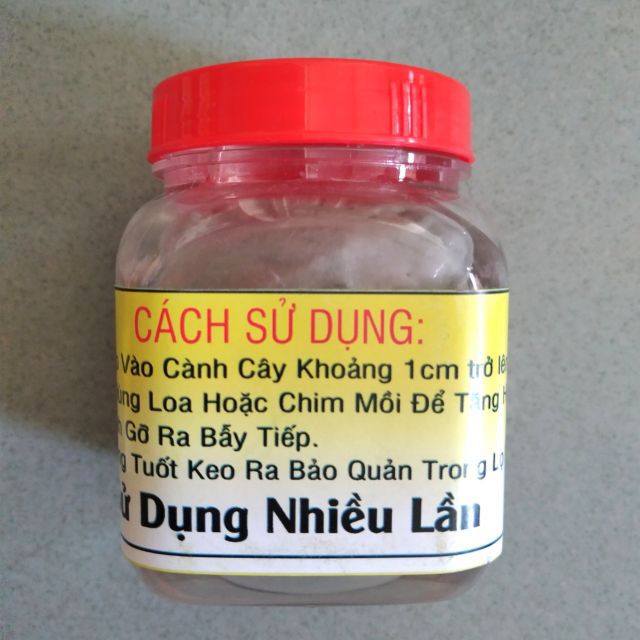 CÁCH SỬ DỤNG:
Vào Cành Cây Khoảng 1cm trở lên
Loa Hoặc Chim Mồi Để Tăng
Gỡ Ra Bẫy Tiếp.
Tuốt Keo Ra Bảo Quản Trong
Dụng Nhiều Lần